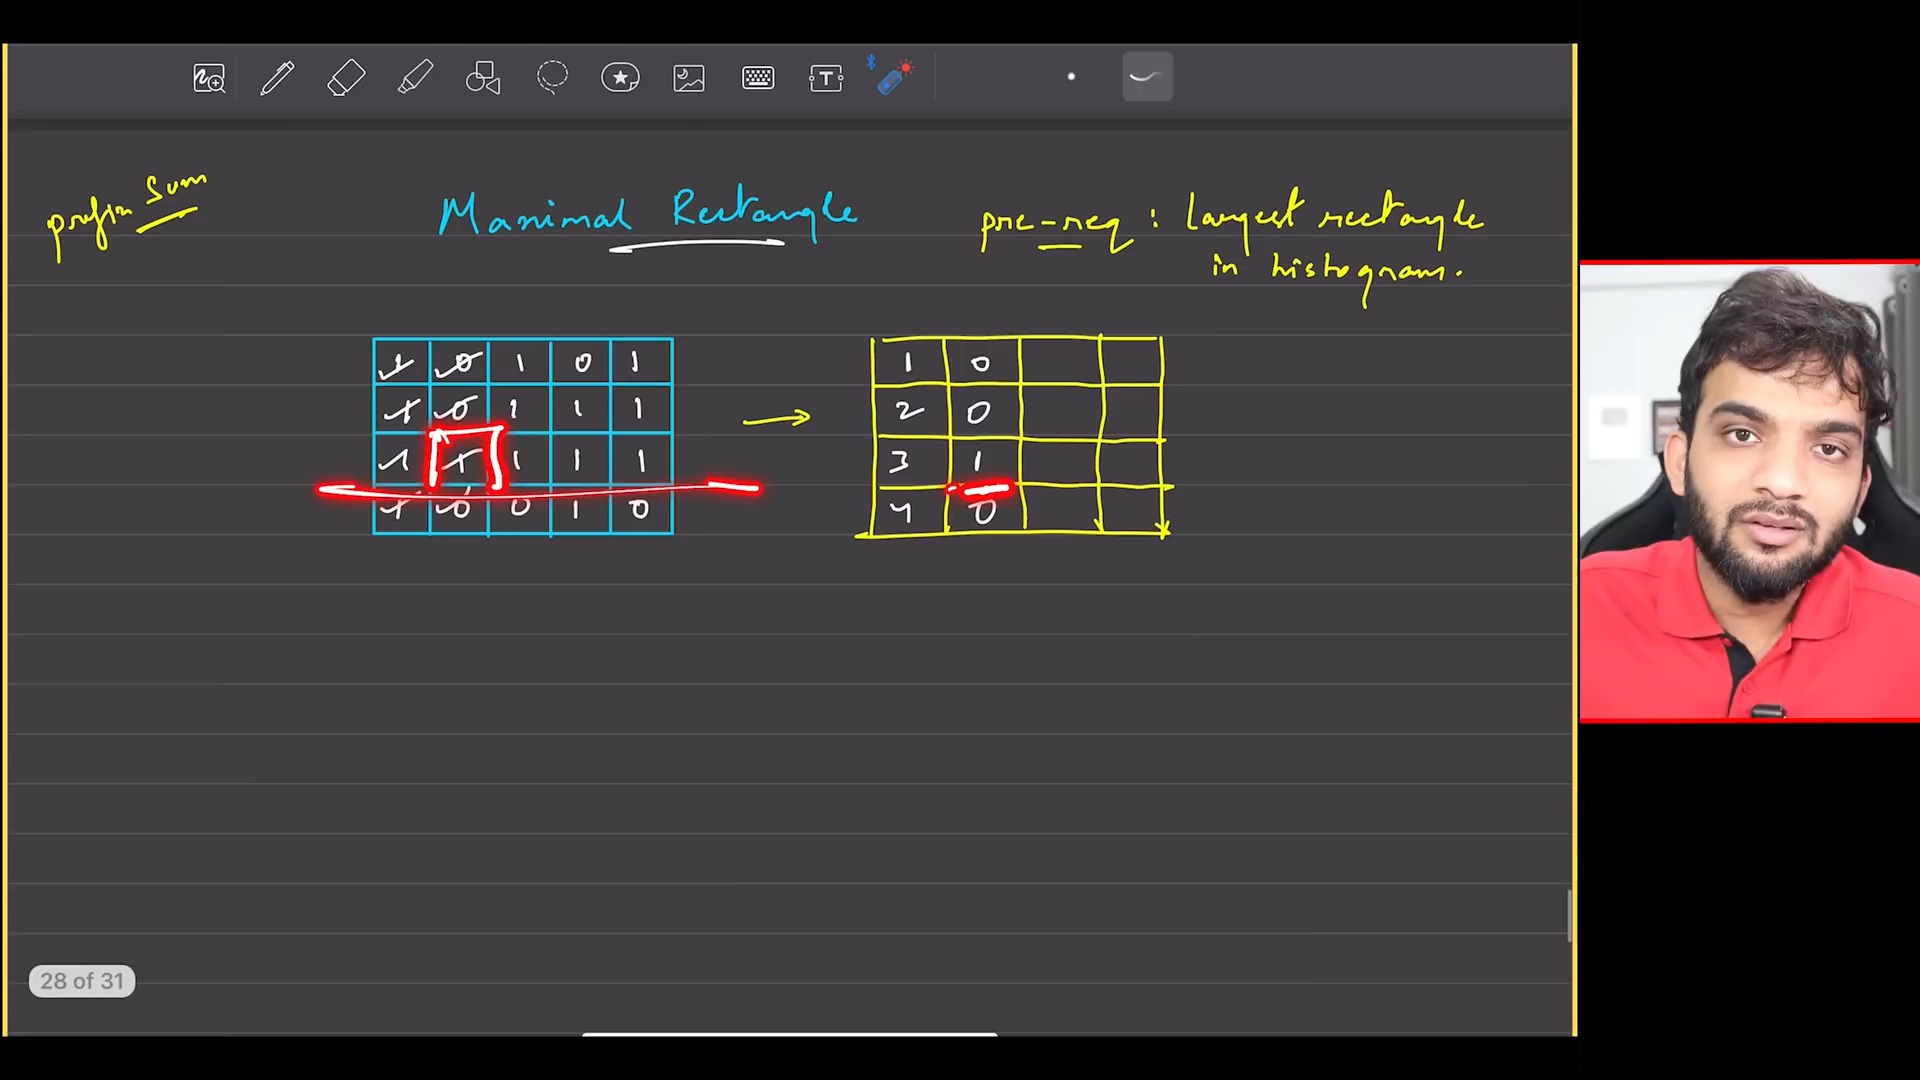 prefix Sum
Maximal Rectangle
pre-req : largest rectangle
in histogram.
1 0 1 0 1
1 0 1 1 1
1 1 1 1 1
1 0 0 1 0
1 0
2 0
3 1
4 0
T
28 of 31